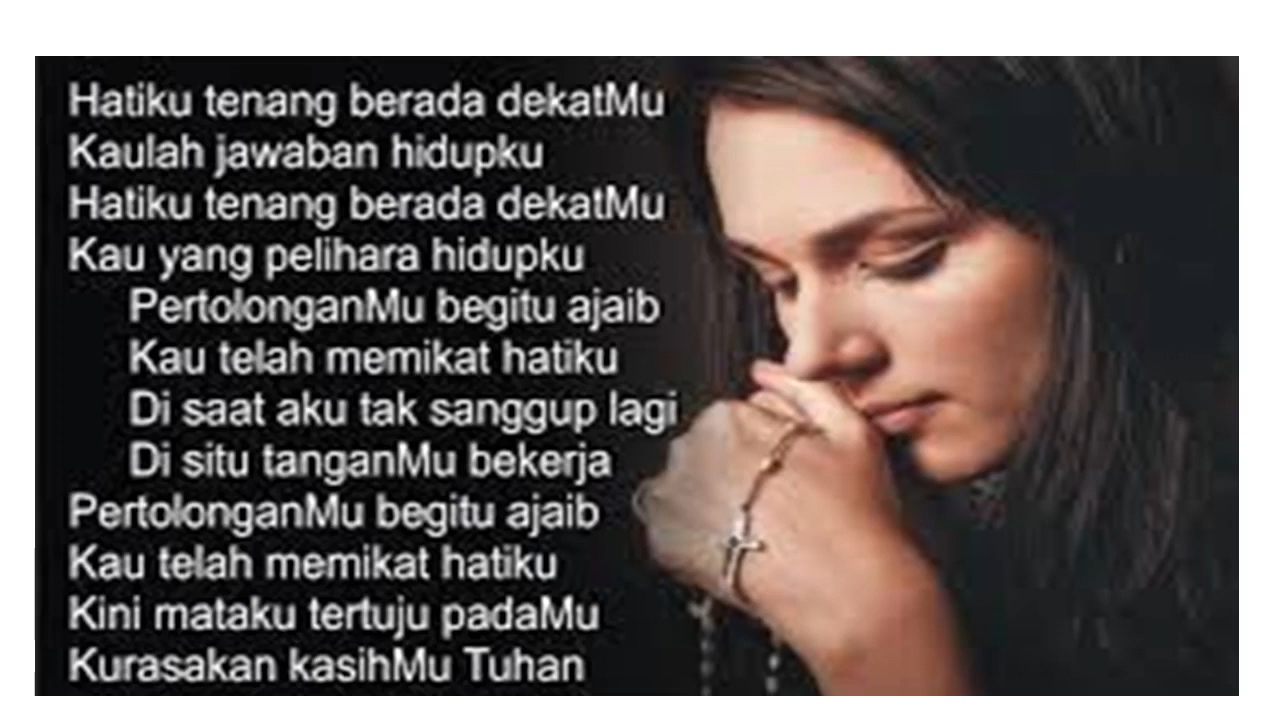 Hatiku tenang berada dekatMu
Kaulah jawaban hidupku
Hatiku tenang berada dekatMu
Kau yang pelihara hidupku
PertolonganMu begitu ajaib
Kau telah memikat hatiku
Di saat aku tak sanggup lagi
Di situ tanganMu bekerja
PertolonganMu begitu ajaib
Kau telah memikat hatiku
Kini mataku tertuju padaMu
Kurasakan kasihMu Tuhan